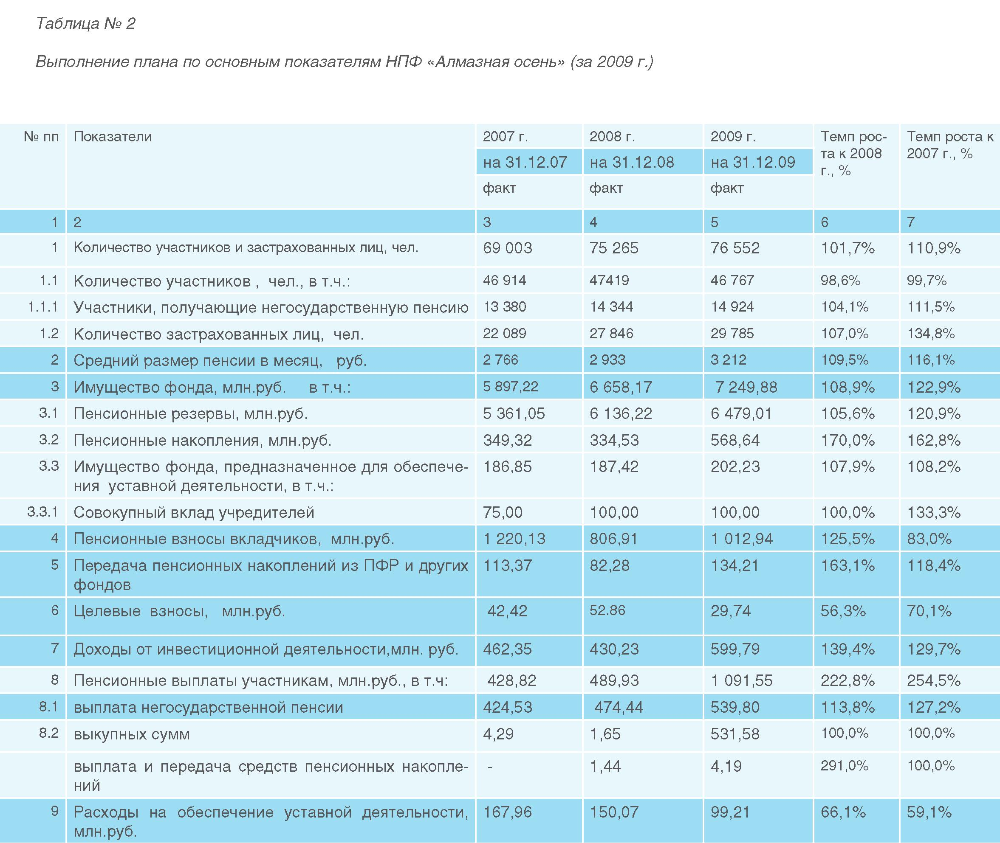 Таблица № 2
Выполнение плана по основным показателям НПФ «Алмазная осень» (за 2009 г.)
№ пп Показатели 2007 г. 2008 г. 2009 г. Темп рос- Темп роста к
та к 2008 2007 г., %
на 31.12.07 на 31.12.08 на 31.12.09 г., %
факт факт факт
1 2 3 4 5 6 7
1 Количество участников и застрахованных лиц, чел. 69 003 75 265 76 552 101,7% 110,9%
1.1 Количество участников , чел., в т.ч.: 46 914 47419 46 767 98,6% 99,7%
1.1.1 Участники, получающие негосударственную пенсию 13 380 14 344 14 924 104,1% 111,5%
1.2 Количество застрахованных лиц, чел. 22 089 27 846 29 785 107,0% 134,8%
2 Средний размер пенсии в месяц, руб. 2 766 2 933 3 212 109,5% 116,1%
3 Имущество фонда, млн.руб. в т.ч.: 5 897,22 6 658,17 7 249,88 108,9% 122,9%
3.1 Пенсионные резервы, млн.руб. 5 361,05 6 136,22 6 479,01 105,6% 120,9%
3.2 Пенсионные накопления, млн.руб. 349,32 334,53 568,64 170,0% 162,8%
3.3 Имущество фонда, предназначенное для обеспече- 186,85 187,42 202,23 107,9% 108,2%
ния уставной деятельности, в т.ч.:
3.3.1 Совокупный вклад учредителей 75,00 100,00 100,00 100,0% 133,3%
4 Пенсионные взносы вкладчиков, млн.руб. 1 220,13 806,91 1 012,94 125,5% 83,0%
5 Передача пенсионных накоплений из ПФР и других 113,37 82,28 134,21 163,1% 118,4%
фондов
6 Целевые взносы, млн.руб. 42,42 52.86 29,74 56,3% 70,1%
7 Доходы от инвестиционной деятельности,млн. руб. 462,35 430,23 599,79 139,4% 129,7%
8 Пенсионные выплаты участникам, млн.руб., в т.ч: 428,82 489,93 1 091,55 222,8% 254,5%
8.1 выплата негосударственной пенсии 424,53 474,44 539,80 113,8% 127,2%
8.2 выкупных сумм 4,29 1,65 531,58 100,0% 100,0%
выплата и передача средств пенсионных накопле- - 1,44 4,19 291,0% 100,0%
ний
9 Расходы на обеспечение уставной деятельности, 167,96 150,07 99,21 66,1% 59,1%
млн.руб.